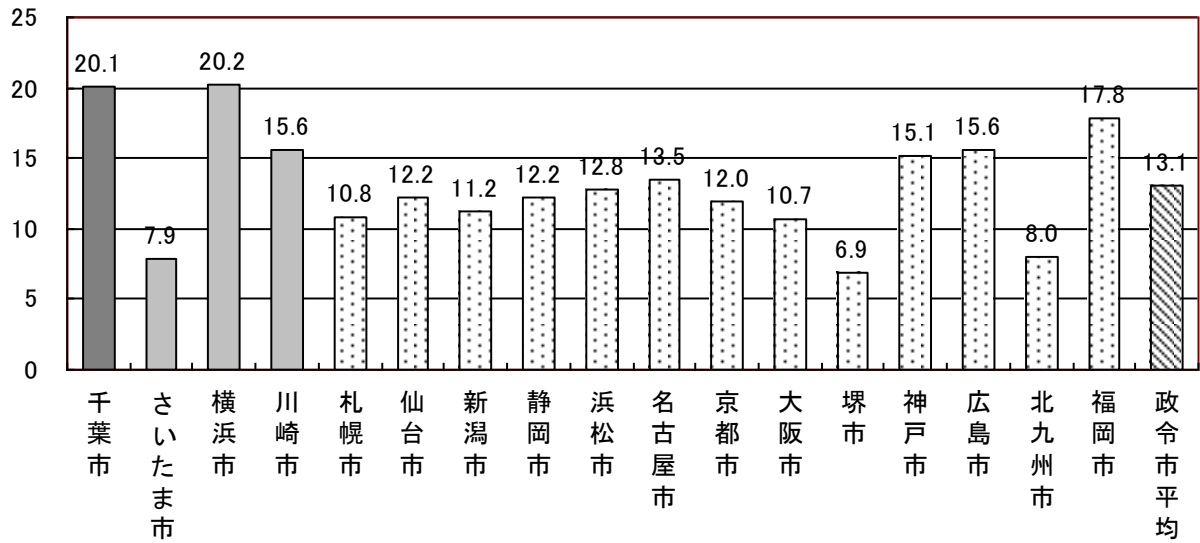 25
20
15
10
5
0
20.1
7.9
20.2
15.6
10.8
12.2
11.2
12.2
12.8
13.5
12.0
10.7
6.9
15.1
15.6
8.0
17.8
13.1
千葉市
さいたま市
横浜市
川崎市
札幌市
仙台市
新潟市
静岡市
浜松市
名古屋市
京都市
大阪市
堺市
神戸市
広島市
北九州市
福岡市
政令市平均